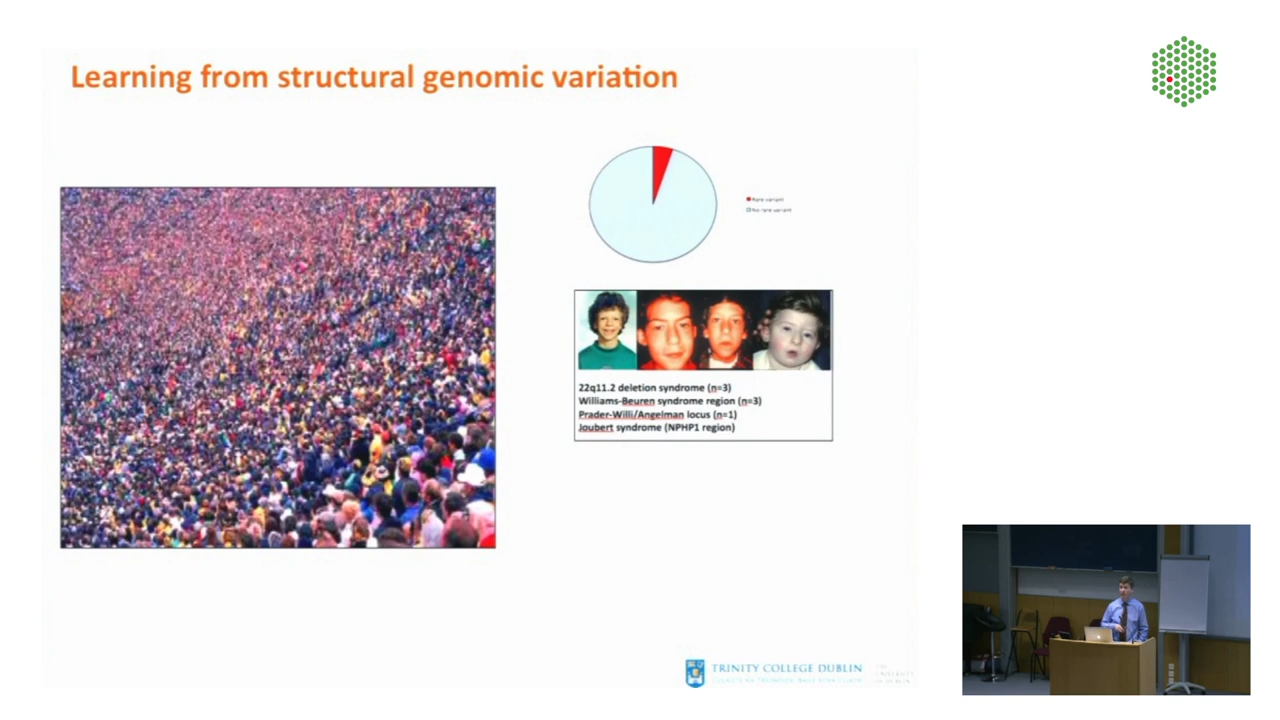 Learning from structural genomic variation
Rare variant
No rare variant
22q11.2 deletion syndrome (n=3)
Williams-Beuren syndrome region (n=3)
Prader-Willi/Angelman locus (n=1)
Joubert syndrome (NPHP1 region)
TRINITY COLLEGE DUBLIN